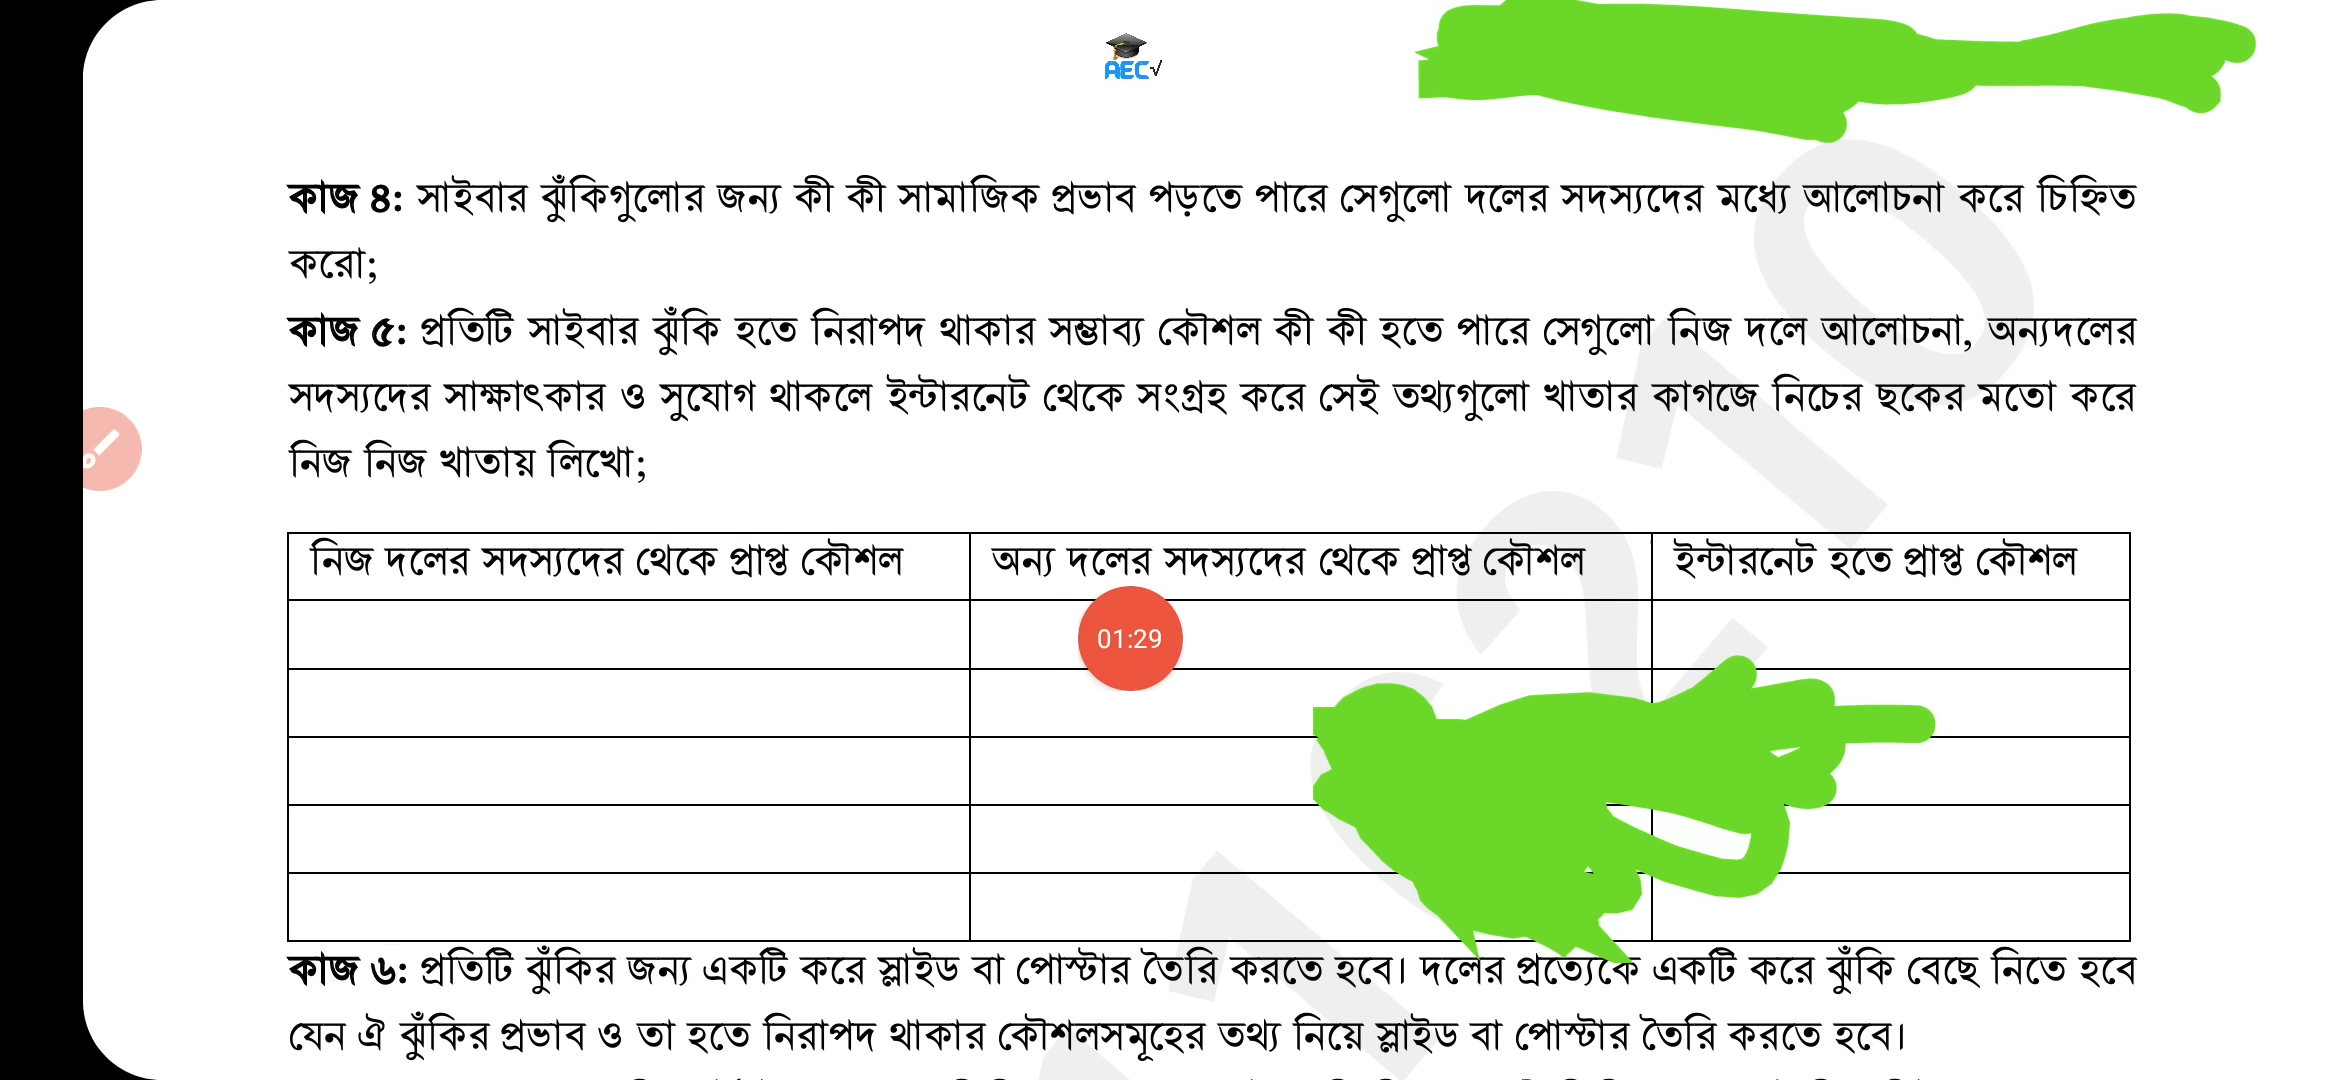 AEC√
কাজ ৪: সাইবার ঝুঁকিগুলোর জন্য কী কী সামাজিক প্রভাব পড়তে পারে সেগুলো দলের সদস্যদের মধ্যে আলোচনা করে চিহ্নিত
করো;
কাজ ৫: প্রতিটি সাইবার ঝুঁকি হতে নিরাপদ থাকার সম্ভাব্য কৌশল কী কী হতে পারে সেগুলো নিজ দলে আলোচনা, অন্যদলের
সদস্যদের সাক্ষাৎকার ও সুযোগ থাকলে ইন্টারনেট থেকে সংগ্রহ করে সেই তথ্যগুলো খাতার কাগজে নিচের ছকের মতো করে
নিজ নিজ খাতায় লিখো;
নিজ দলের সদস্যদের থেকে প্রাপ্ত কৌশল অন্য দলের সদস্যদের থেকে প্রাপ্ত কৌশল ইন্টারনেট হতে প্রাপ্ত কৌশল
01:29
কাজ ৬: প্রতিটি ঝুঁকির জন্য একটি করে স্লাইড বা পোস্টার তৈরি করতে হবে। দলের প্রত্যেকে একটি করে ঝুঁকি বেছে নিতে হবে
যেন ঐ ঝুঁকির প্রভাব ও তা হতে নিরাপদ থাকার কৌশলসমূহের তথ্য নিয়ে স্লাইড বা পোস্টার তৈরি করতে হবে।